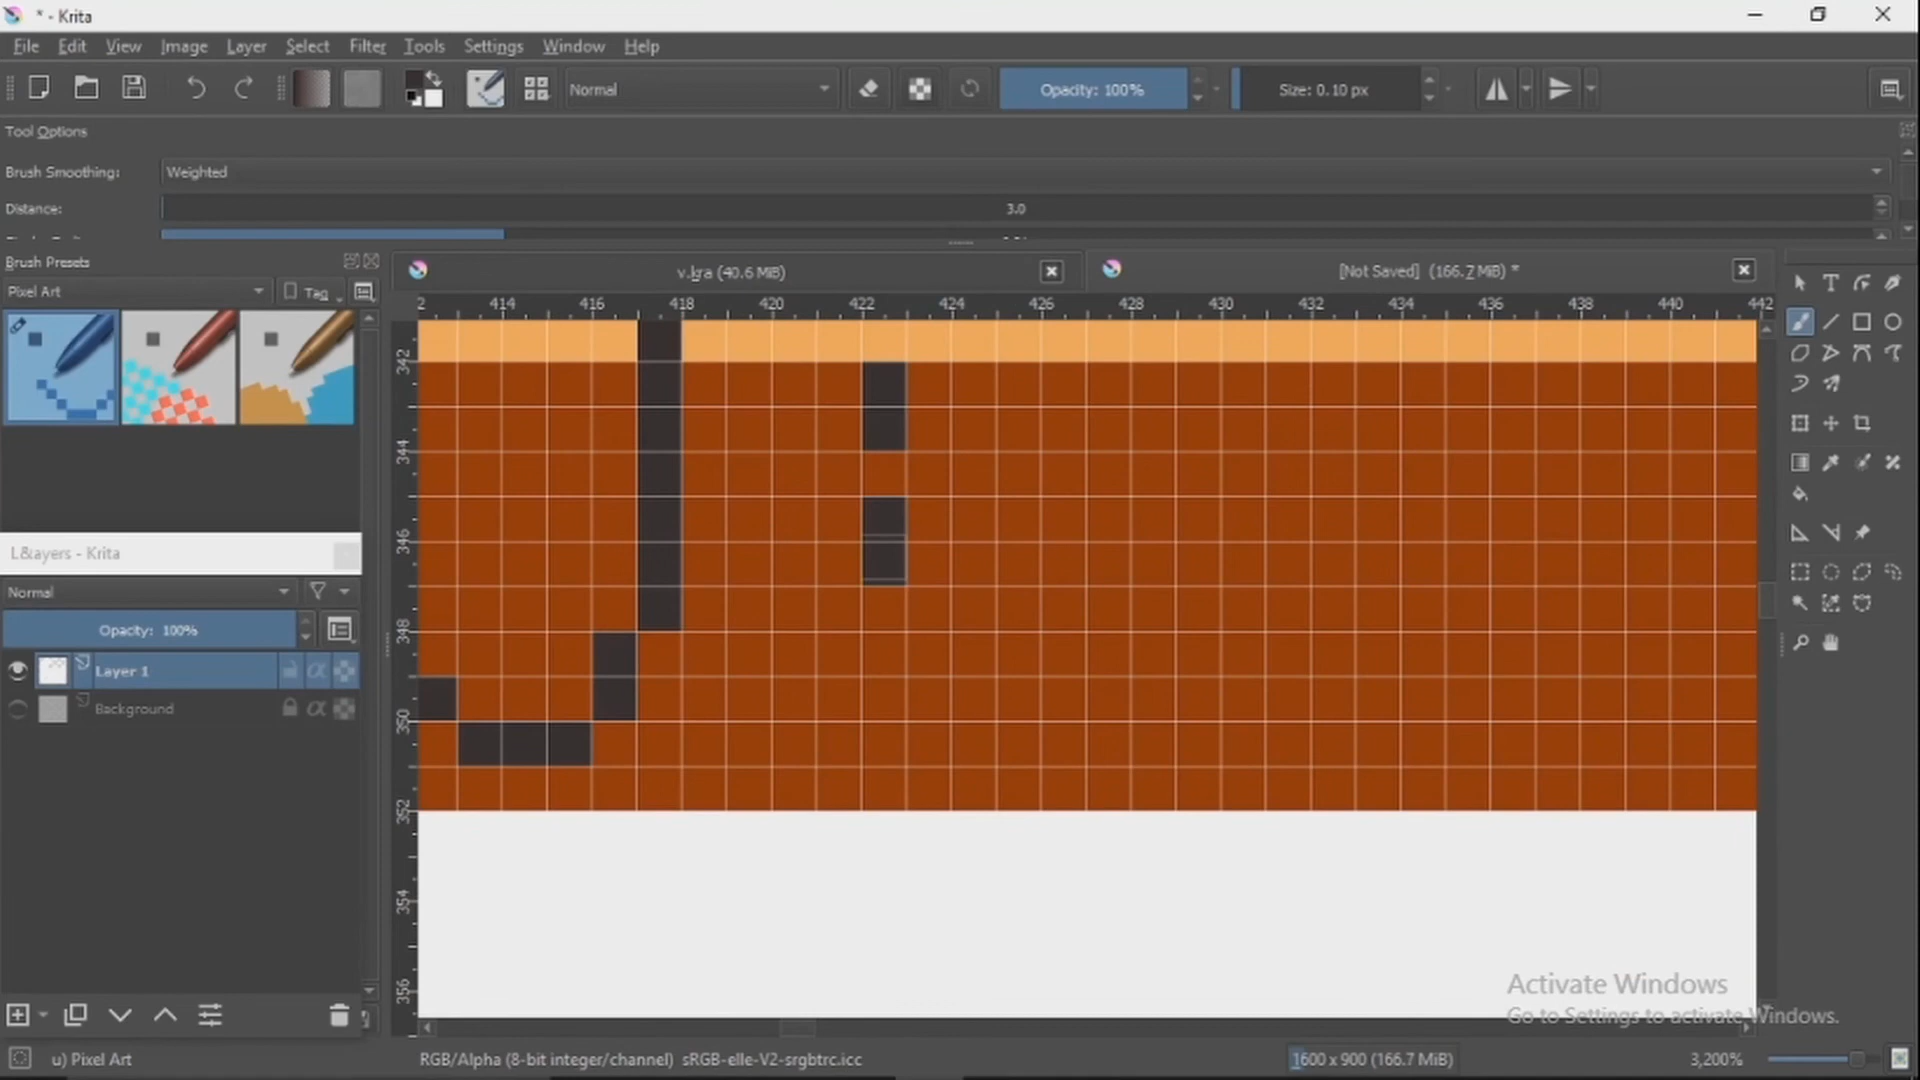 * - Krita
File Edit View Image Layer Select Filter Tools Settings Window Help
Normal Opacity: 100% Size: 0.10 px
Tool Options
Brush Smoothing: Weighted
Distance: 3.0
Brush Presets
Pixel Art Tag
[Not Saved] (166.7 MiB) *
2 414 416 418 420 422 424 426 428 430 432 434 436 438 440 442
342
344
346
348
350
352
354
356
L&ayers - Krita
Normal
Opacity: 100%
Layer 1
Background
Activate Windows
Go to Settings to activate Windows.
u) Pixel Art RGB/Alpha (8-bit integer/channel) sRGB-elle-V2-srgbtrc.icc 1600 x 900 (166.7 MiB) 3,200%